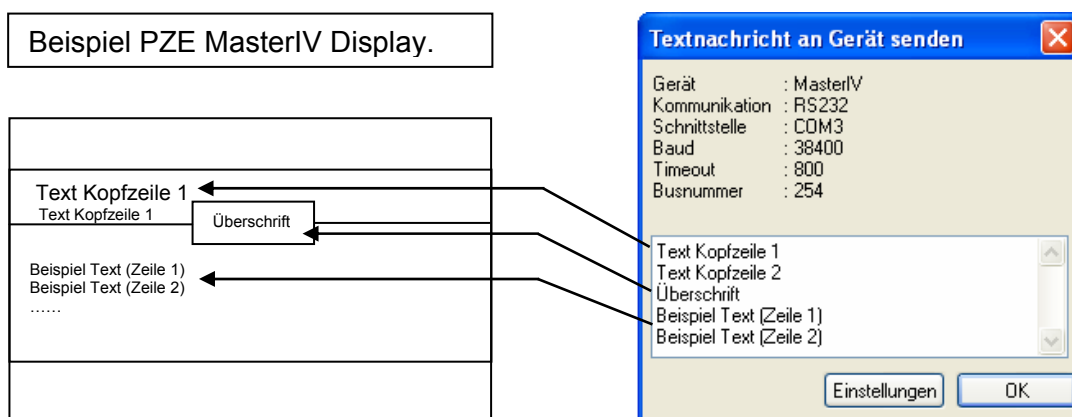 Beispiel PZE MasterIV Display.
Text Kopfzeile 1
Text Kopfzeile 1
Überschrift
Beispiel Text (Zeile 1)
Beispiel Text (Zeile 2)
......
Textnachricht an Gerät senden
Gerät : MasterIV
Kommunikation : RS232
Schnittstelle : COM3
Baud : 38400
Timeout : 800
Busnummer : 254
Text Kopfzeile 1
Text Kopfzeile 2
Überschrift
Beispiel Text (Zeile 1)
Beispiel Text (Zeile 2)
Einstellungen OK